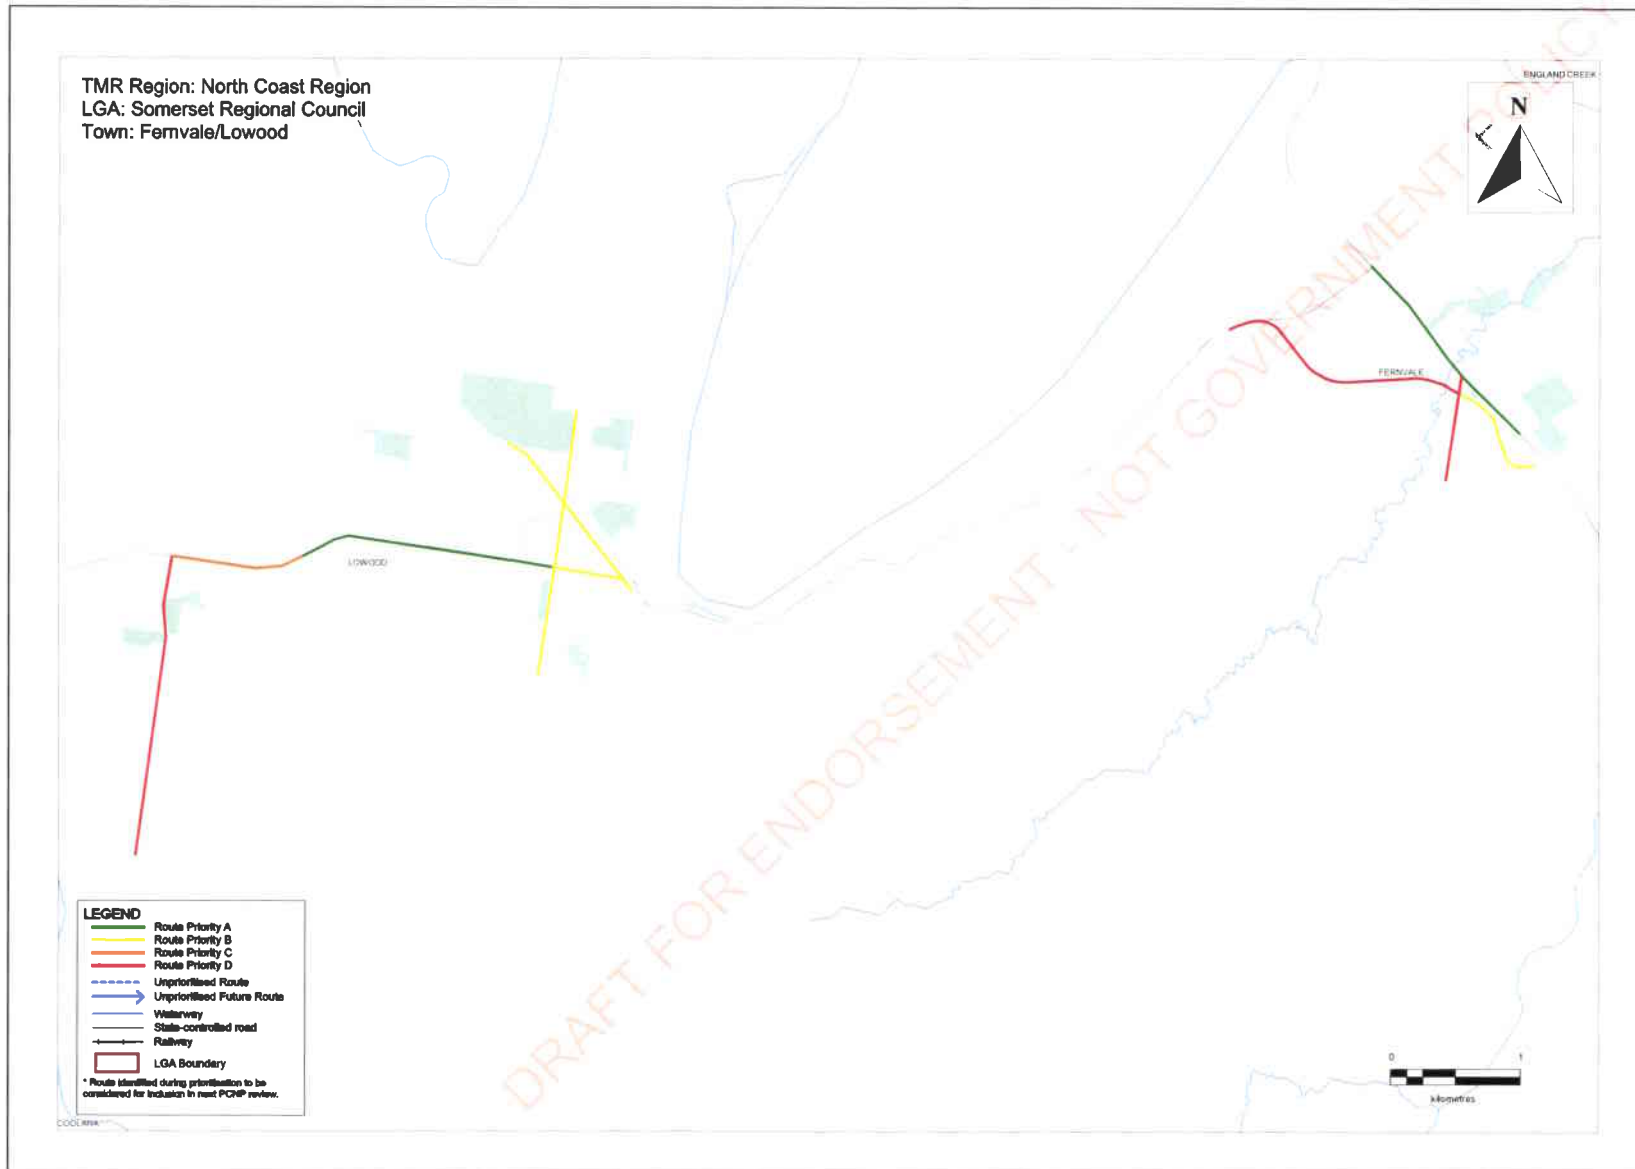 TMR Region: North Coast Region
LGA: Somerset Regional Council
Town: Fernvale/Lowood
ENGLAND CREEK
N
FERNVALE
LOWOOD
DRAFT FOR ENDORSEMENT - NOT GOVERNMENT POLICY
LEGEND
Route Priority A
Route Priority B
Route Priority C
Route Priority D
Unprioritised Route
Unprioritised Future Route
Waterway
State-controlled road
Railway
LGA Boundary
* Route identified during prioritisation to be
considered for inclusion in next PCNP review.
0 1
kilometres